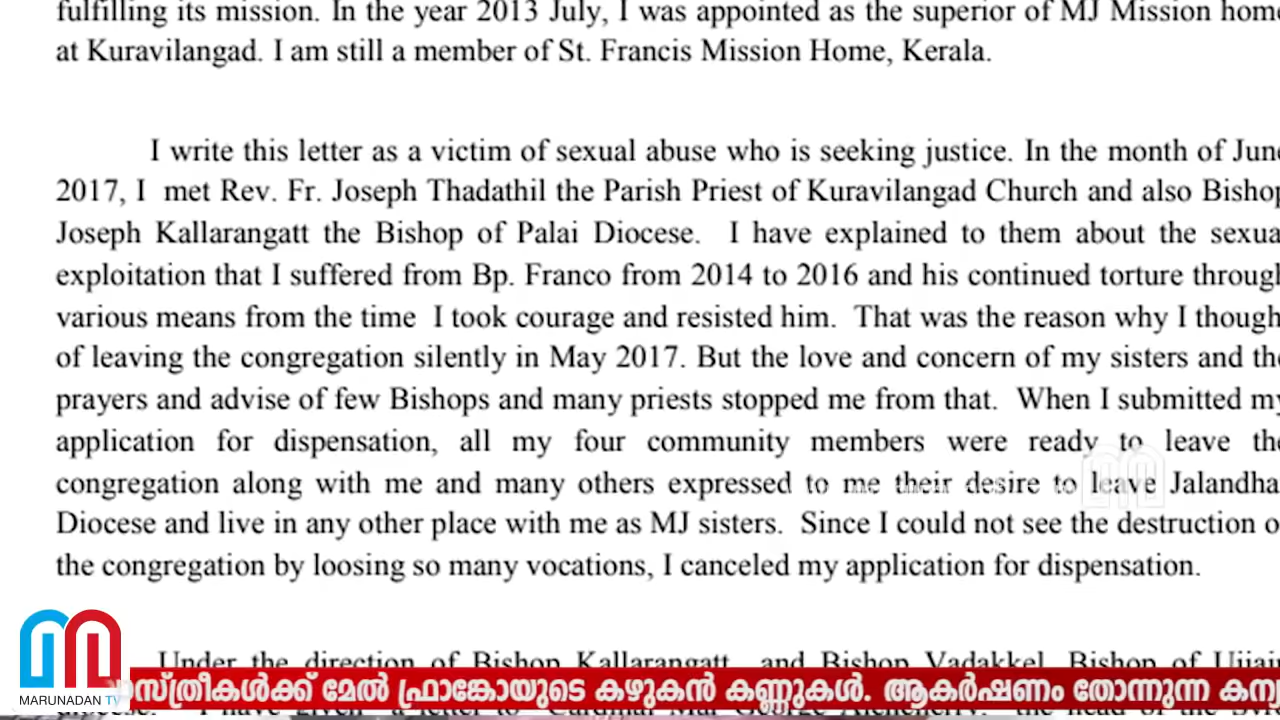 fulfilling its mission. In the year 2013 July, I was appointed as the superior of MJ Mission home
at Kuravilangad. I am still a member of St. Francis Mission Home, Kerala.
I write this letter as a victim of sexual abuse who is seeking justice. In the month of June
2017, I met Rev. Fr. Joseph Thadathil the Parish Priest of Kuravilangad Church and also Bishop
Joseph Kallarangatt the Bishop of Palai Diocese. I have explained to them about the sexua
exploitation that I suffered from Bp. Franco from 2014 to 2016 and his continued torture through
various means from the time I took courage and resisted him. That was the reason why I though
of leaving the congregation silently in May 2017. But the love and concern of my sisters and the
prayers and advise of few Bishops and many priests stopped me from that. When I submitted my
application for dispensation, all my four community members were ready to leave the
congregation along with me and many others expressed to me their desire to leave Jalandha
Diocese and live in any other place with me as MJ sisters. Since I could not see the destruction o
the congregation by loosing so many vocations, I canceled my application for dispensation.
Under the direction of Bishop Kallarangatt and Bishop Vadakkel, Bishop of Ujjain
MARUNADAN TV
യസ്ത്രീകൾക്ക് മേൽ ഫ്രാങ്കോയുടെ കഴുകൻ കണ്ണുകൾ. ആകർഷണം തോന്നുന്ന കന്യ